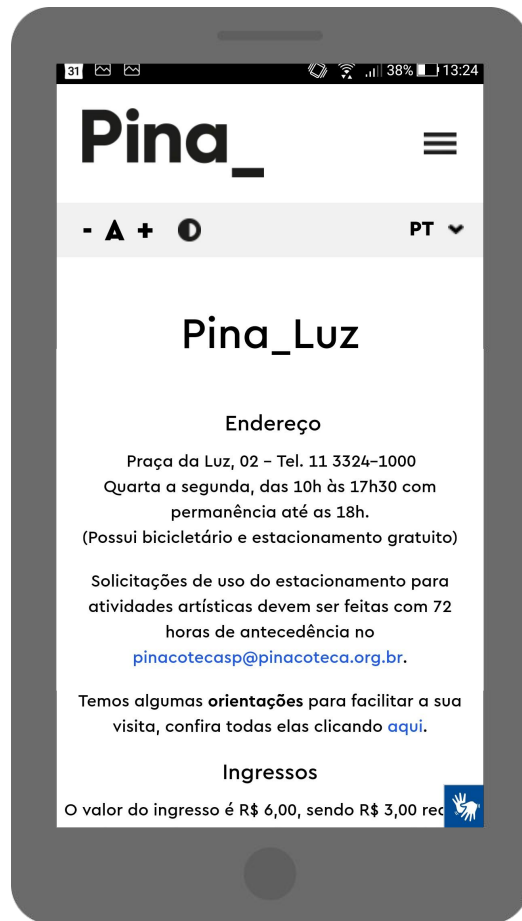 31 38% 13:24
Pina_
- A + PT
Pina_Luz
Endereço
Praça da Luz, 02 – Tel. 11 3324–1000
Quarta a segunda, das 10h às 17h30 com
permanência até as 18h.
(Possui bicicletário e estacionamento gratuito)
Solicitações de uso do estacionamento para
atividades artísticas devem ser feitas com 72
horas de antecedência no
pinacotecasp@pinacoteca.org.br.
Temos algumas orientações para facilitar a sua
visita, confira todas elas clicando aqui.
Ingressos
O valor do ingresso é R$ 6,00, sendo R$ 3,00